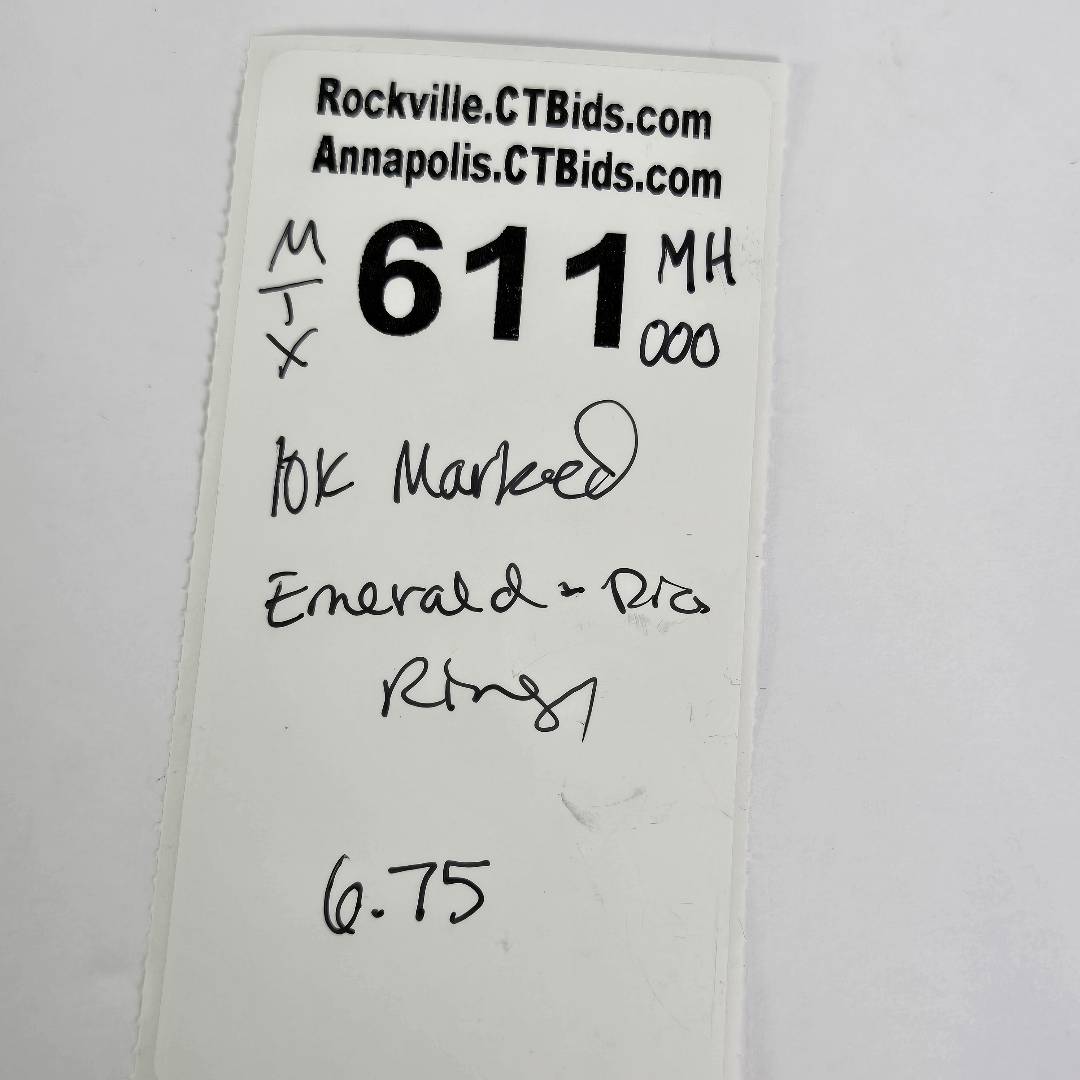 Rockville.CTBids.com
Annapolis.CTBids.com
M 611 MH
X 000
10K Marked
Emerald - Dia
Ring
6.75